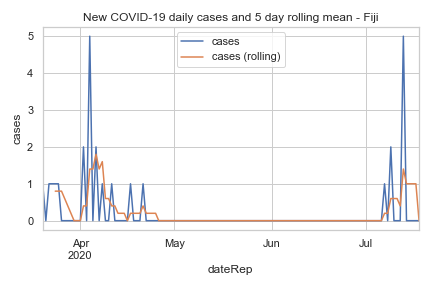 New COVID-19 daily cases and 5 day rolling mean - Fiji
cases
cases (rolling)
5
4
3
2
1
0
cases
Apr
2020
May
Jun
Jul
dateRep